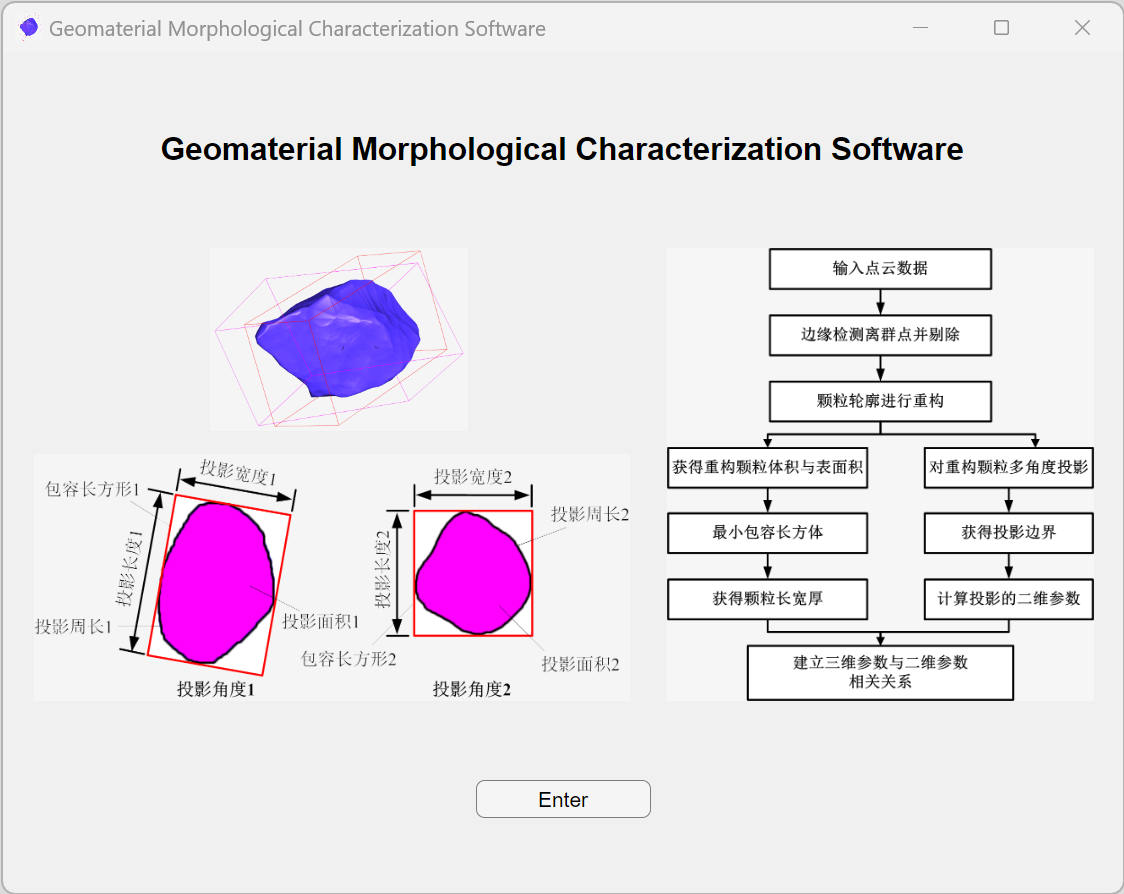 Geomaterial Morphological Characterization Software
Geomaterial Morphological Characterization Software
投影宽度1
包容长方形1
投影长度1
投影周长1
投影面积1
投影角度1
投影宽度2
投影周长2
投影长度2
包容长方形2
投影面积2
投影角度2
输入点云数据
边缘检测离群点并剔除
颗粒轮廓进行重构
获得重构颗粒体积与表面积
对重构颗粒多角度投影
最小包容长方体
获得投影边界
获得颗粒长宽厚
计算投影的二维参数
建立三维参数与二维参数
相关关系
Enter